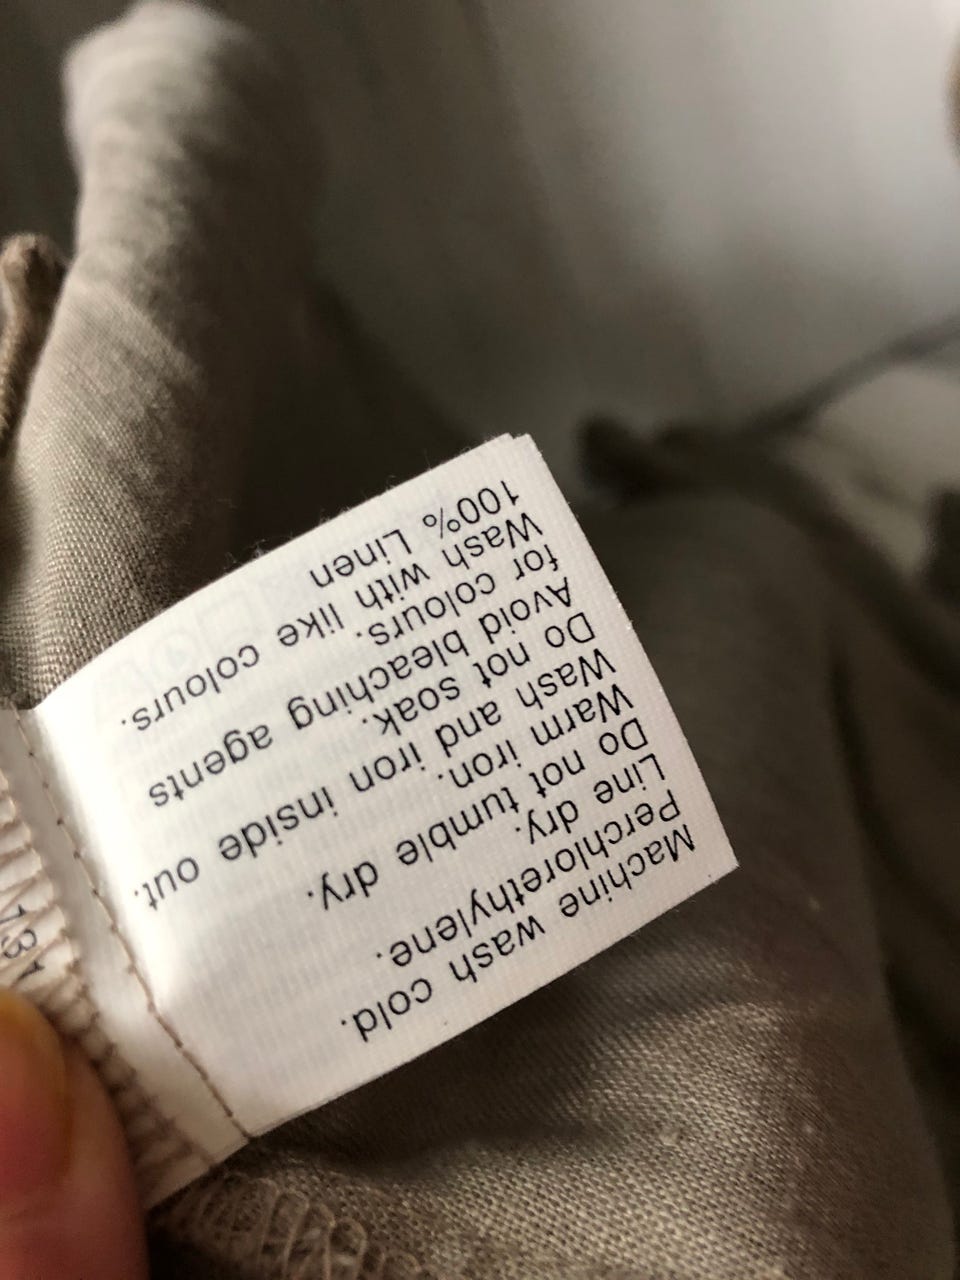 Machine wash cold.
Perchlorethylene.
Line dry.
Do not tumble dry.
Warm iron.
Wash and iron inside out.
Do not soak.
Avoid bleaching agents
for colours.
Wash with like colours.
100% Linen